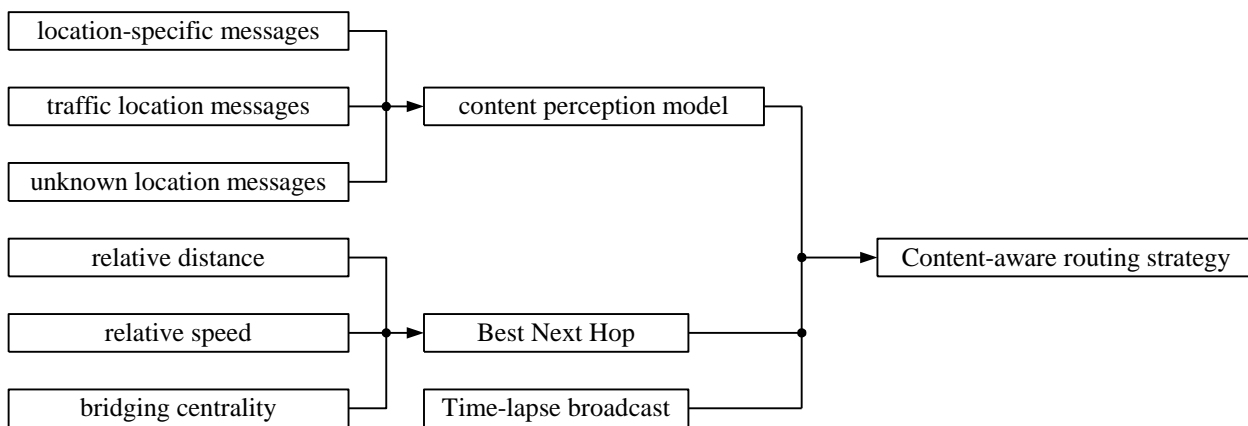 location-specific messages
traffic location messages
content perception model
unknown location messages
relative distance
Content-aware routing strategy
relative speed
Best Next Hop
bridging centrality
Time-lapse broadcast